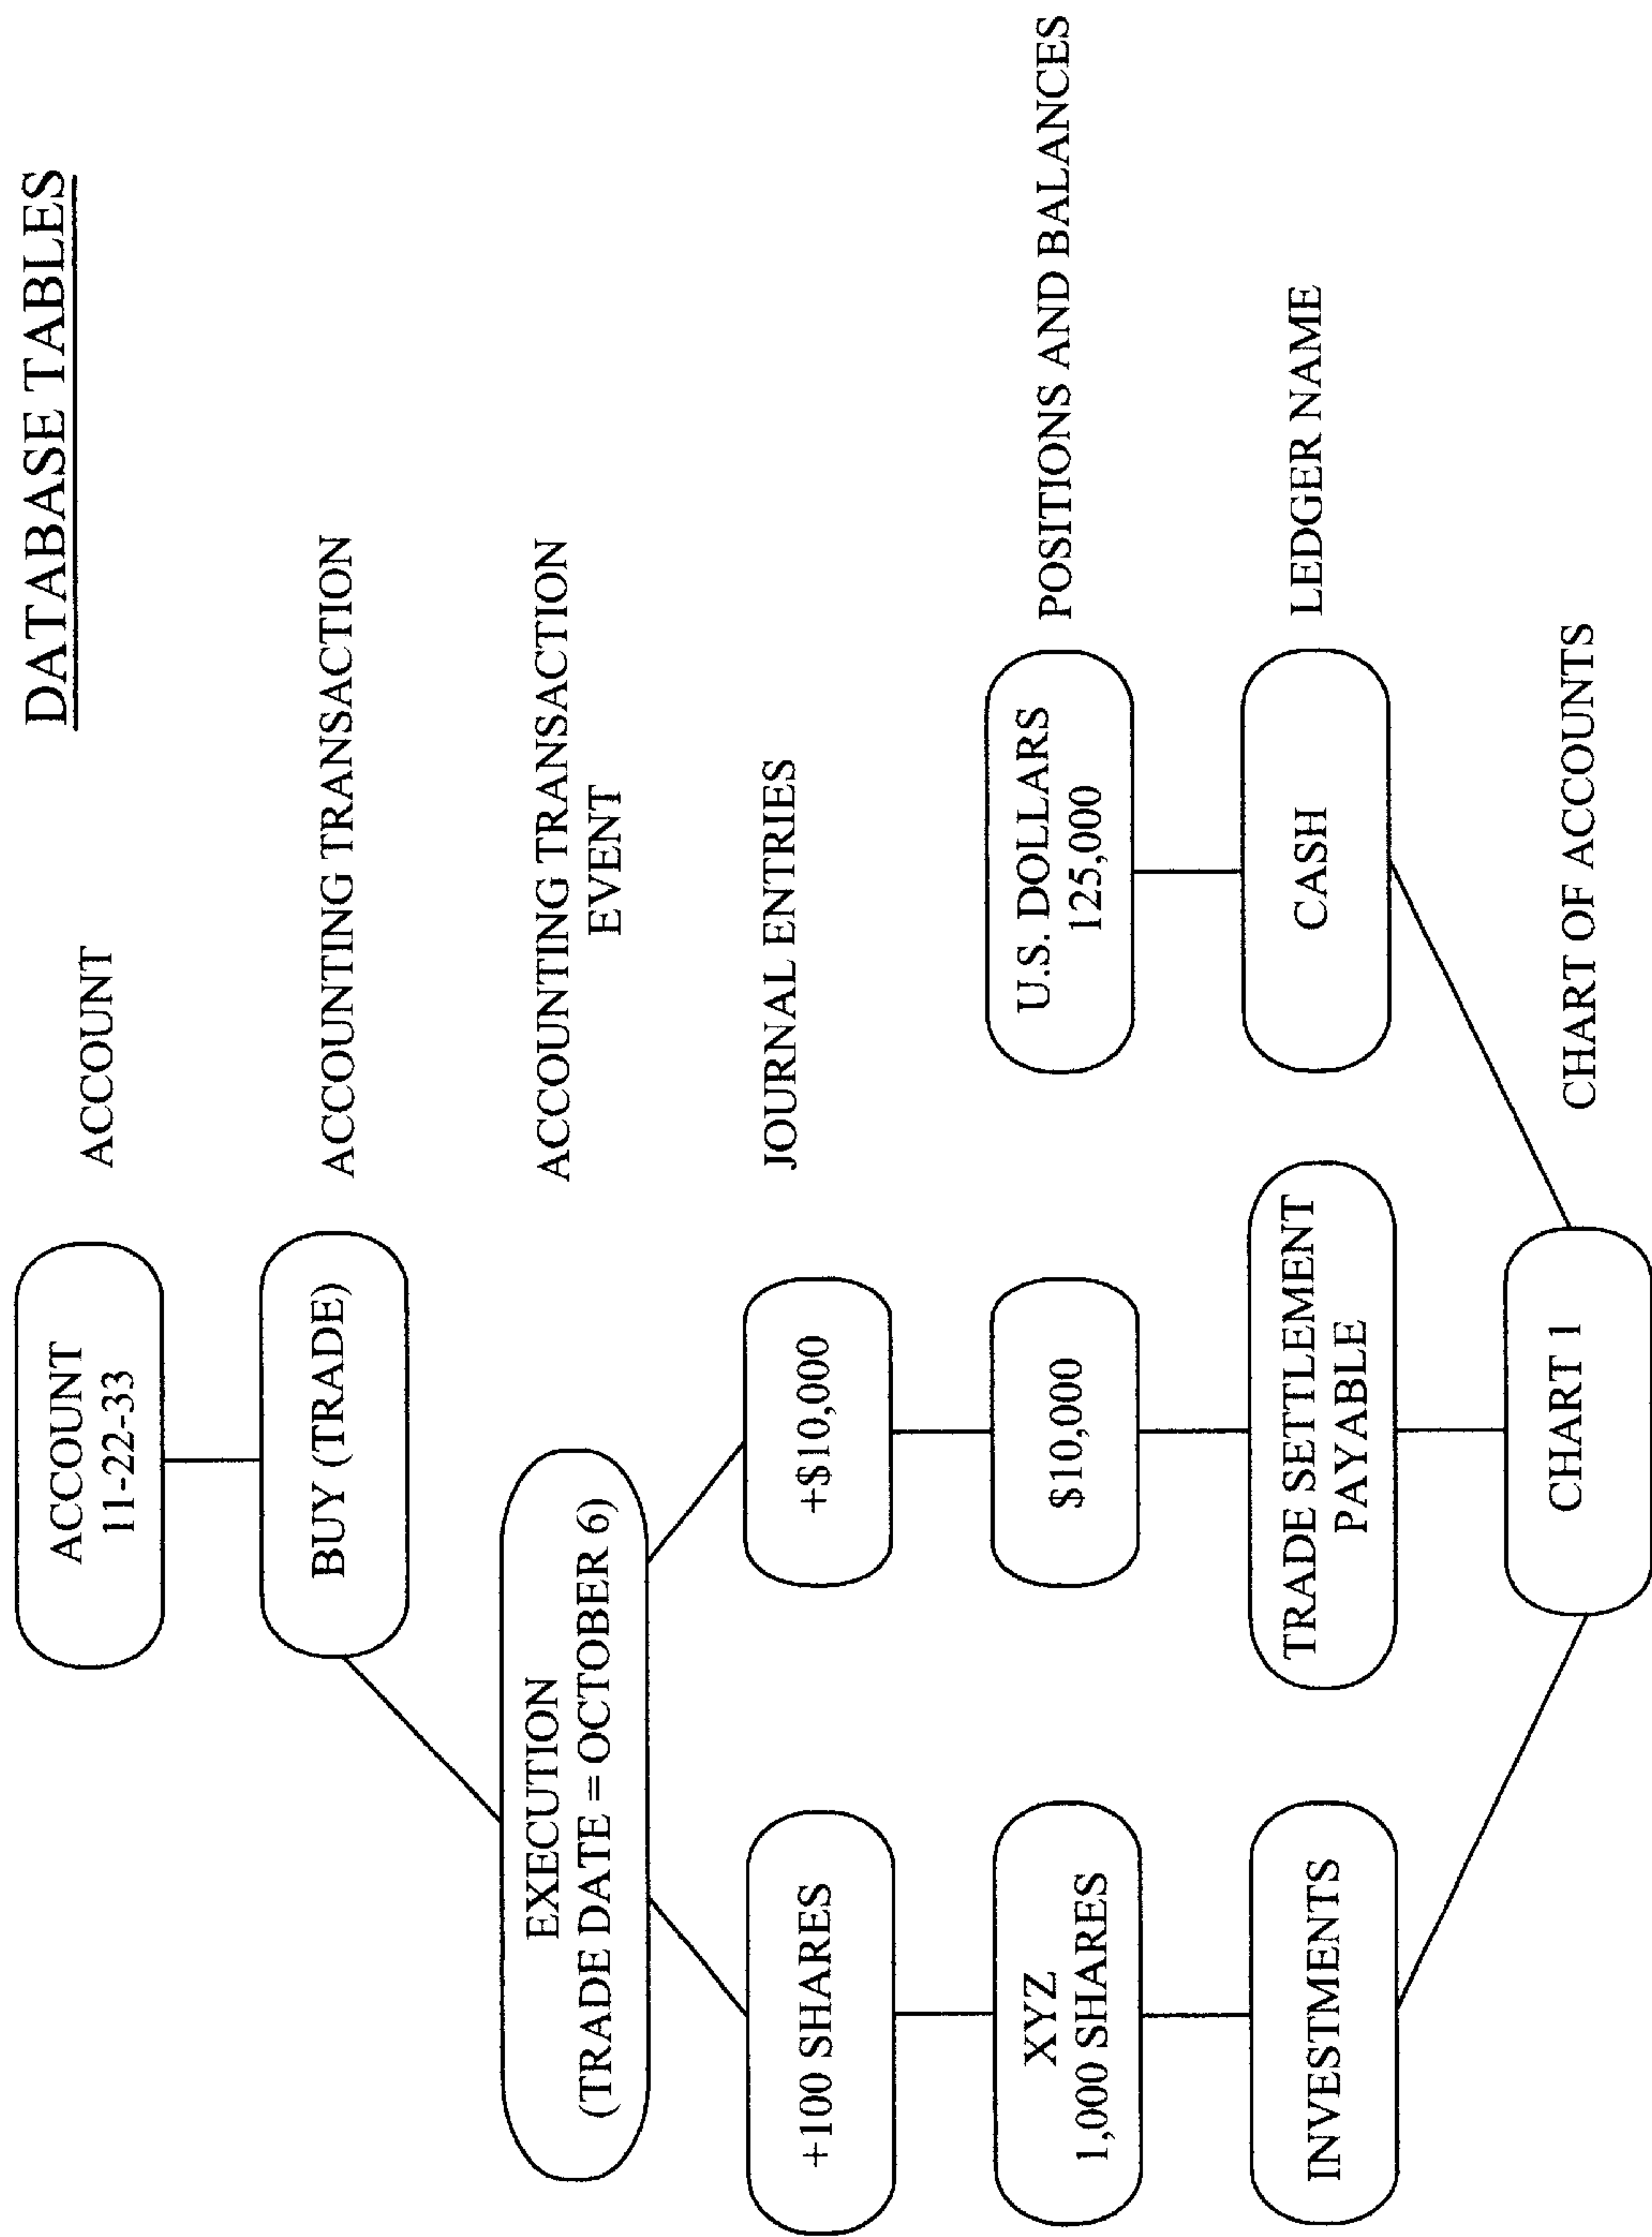 DATABASE TABLES
ACCOUNT
11-22-33
ACCOUNT
BUY (TRADE)
ACCOUNTING TRANSACTION
EXECUTION
(TRADE DATE = OCTOBER 6)
ACCOUNTING TRANSACTION
EVENT
+100 SHARES
+$10,000
JOURNAL ENTRIES
XYZ
1,000 SHARES
$10,000
U.S. DOLLARS
125,000
POSITIONS AND BALANCES
INVESTMENTS
TRADE SETTLEMENT
PAYABLE
CASH
LEDGER NAME
CHART 1
CHART OF ACCOUNTS